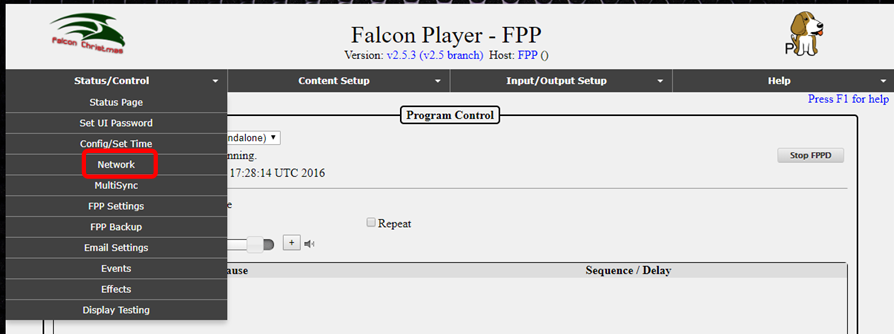 Falcon Christmas
Falcon Player - FPP
Version: v2.5.3 (v2.5 branch) Host: FPP ()
P
Status/Control Content Setup Input/Output Setup Help
Press F1 for help
Status Page
Set UI Password
Config/Set Time
Network
MultiSync
FPP Settings
FPP Backup
Email Settings
Events
Effects
Display Testing
Program Control
ndalone)
nning.
17:28:14 UTC 2016
Stop FPPD
e
Repeat
+
ause Sequence / Delay